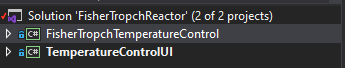 Solution 'FisherTropchReactor' (2 of 2 projects)
C# FisherTropchTemperatureControl
C# TemperatureControlUI